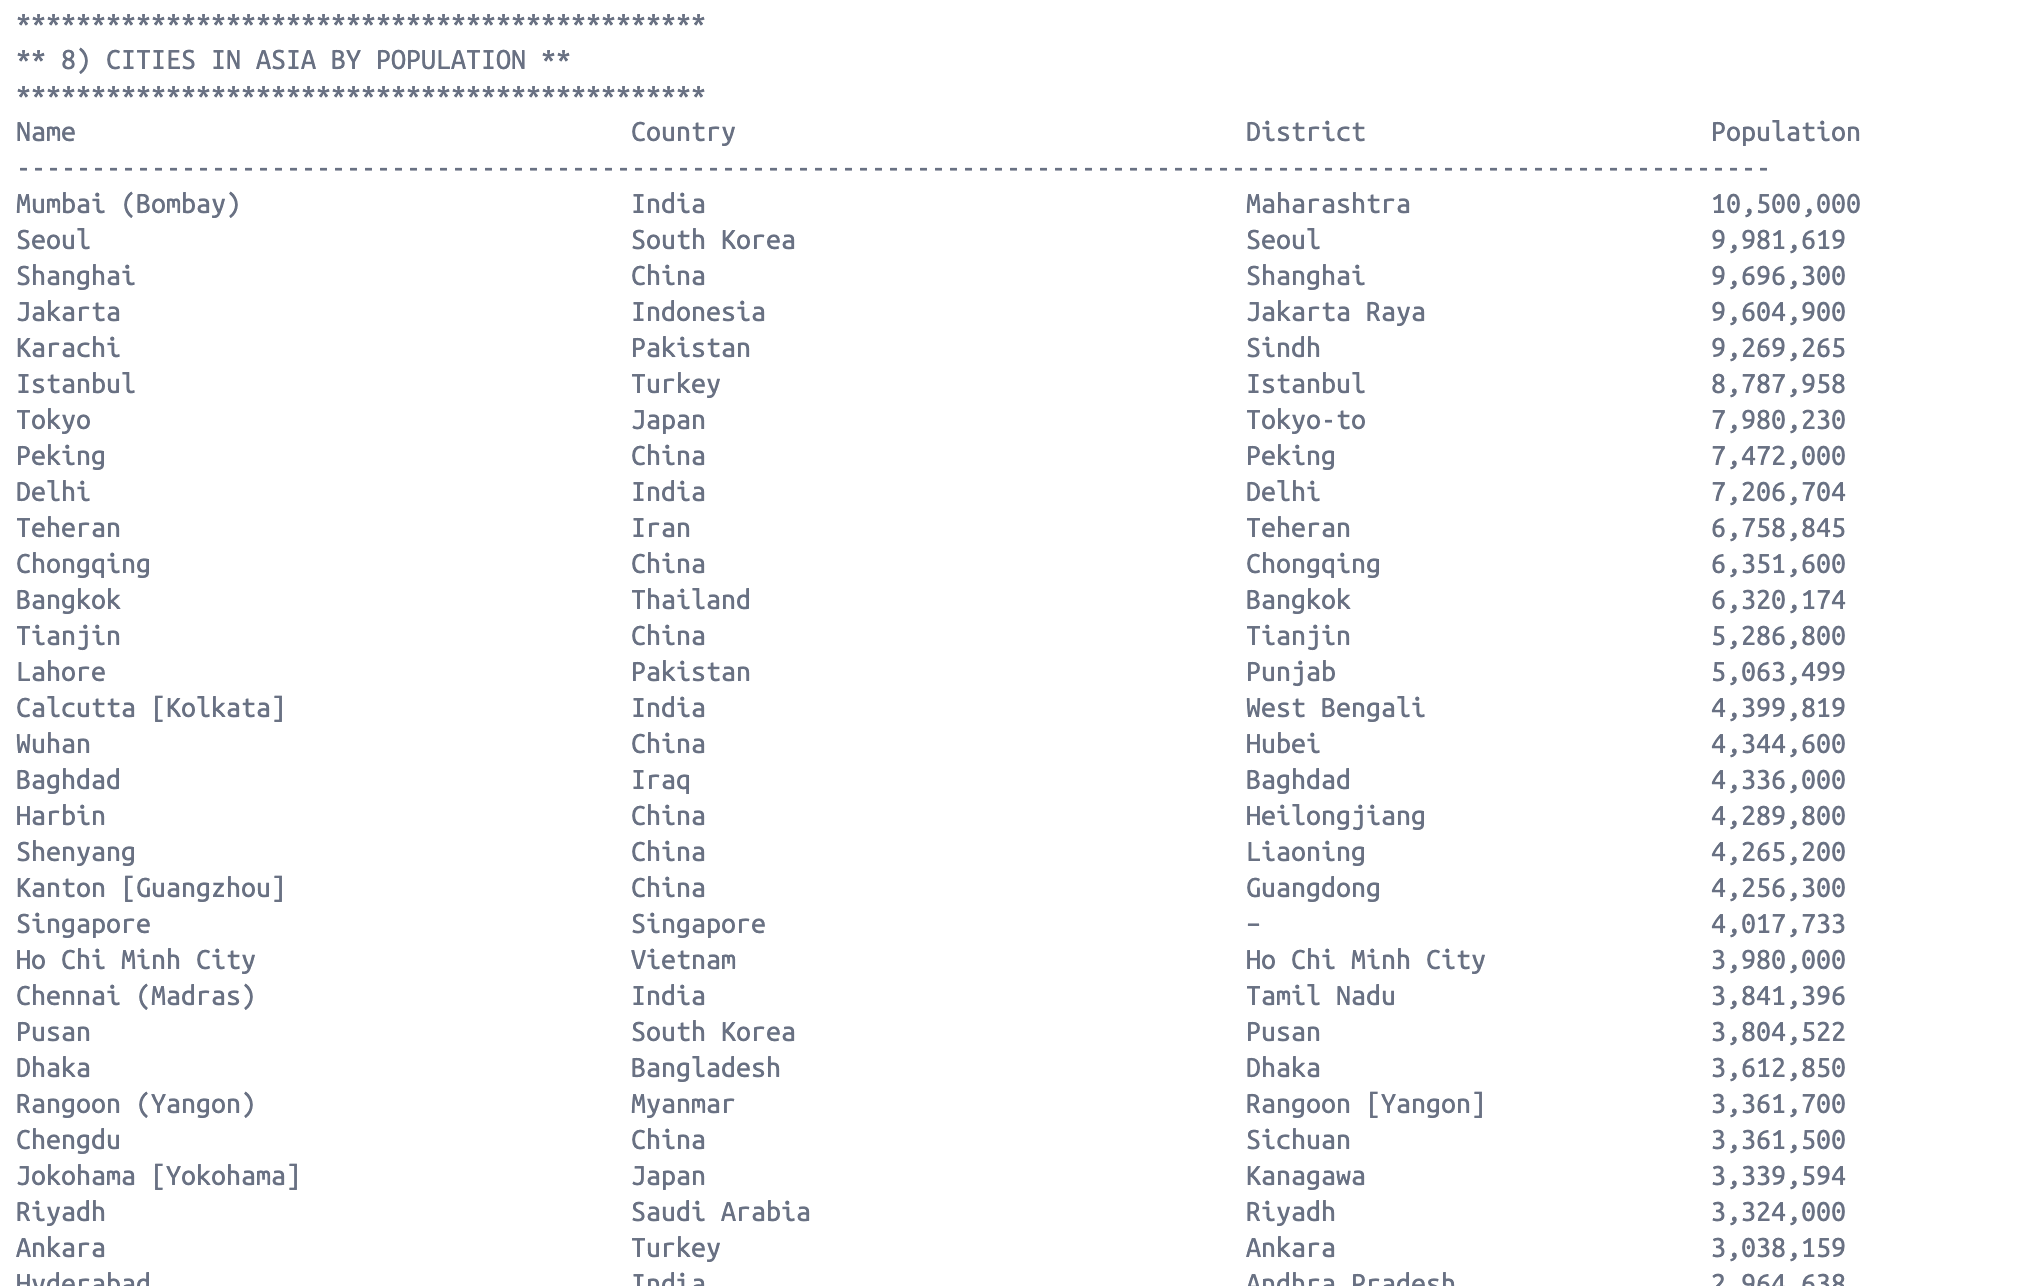 **********************************************
** 8) CITIES IN ASIA BY POPULATION **
**********************************************
Name Country District Population
---------------------------------------------------------------------------------------------------------------------
Mumbai (Bombay) India Maharashtra 10,500,000
Seoul South Korea Seoul 9,981,619
Shanghai China Shanghai 9,696,300
Jakarta Indonesia Jakarta Raya 9,604,900
Karachi Pakistan Sindh 9,269,265
Istanbul Turkey Istanbul 8,787,958
Tokyo Japan Tokyo-to 7,980,230
Peking China Peking 7,472,000
Delhi India Delhi 7,206,704
Teheran Iran Teheran 6,758,845
Chongqing China Chongqing 6,351,600
Bangkok Thailand Bangkok 6,320,174
Tianjin China Tianjin 5,286,800
Lahore Pakistan Punjab 5,063,499
Calcutta [Kolkata] India West Bengali 4,399,819
Wuhan China Hubei 4,344,600
Baghdad Iraq Baghdad 4,336,000
Harbin China Heilongjiang 4,289,800
Shenyang China Liaoning 4,265,200
Kanton [Guangzhou] China Guangdong 4,256,300
Singapore Singapore – 4,017,733
Ho Chi Minh City Vietnam Ho Chi Minh City 3,980,000
Chennai (Madras) India Tamil Nadu 3,841,396
Pusan South Korea Pusan 3,804,522
Dhaka Bangladesh Dhaka 3,612,850
Rangoon (Yangon) Myanmar Rangoon [Yangon] 3,361,700
Chengdu China Sichuan 3,361,500
Jokohama [Yokohama] Japan Kanagawa 3,339,594
Riyadh Saudi Arabia Riyadh 3,324,000
Ankara Turkey Ankara 3,038,159
Hyderabad India Andhra Pradesh 2,964,638